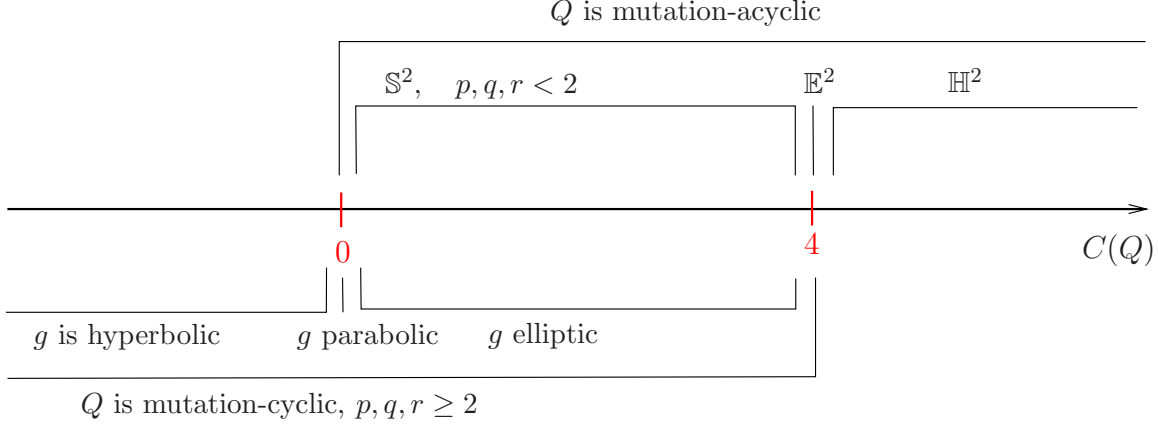 Q is mutation-acyclic
𝕊², p, q, r < 2 𝔼² ℍ²
0 4
C(Q)
g is hyperbolic g parabolic g elliptic
Q is mutation-cyclic, p, q, r ≥ 2